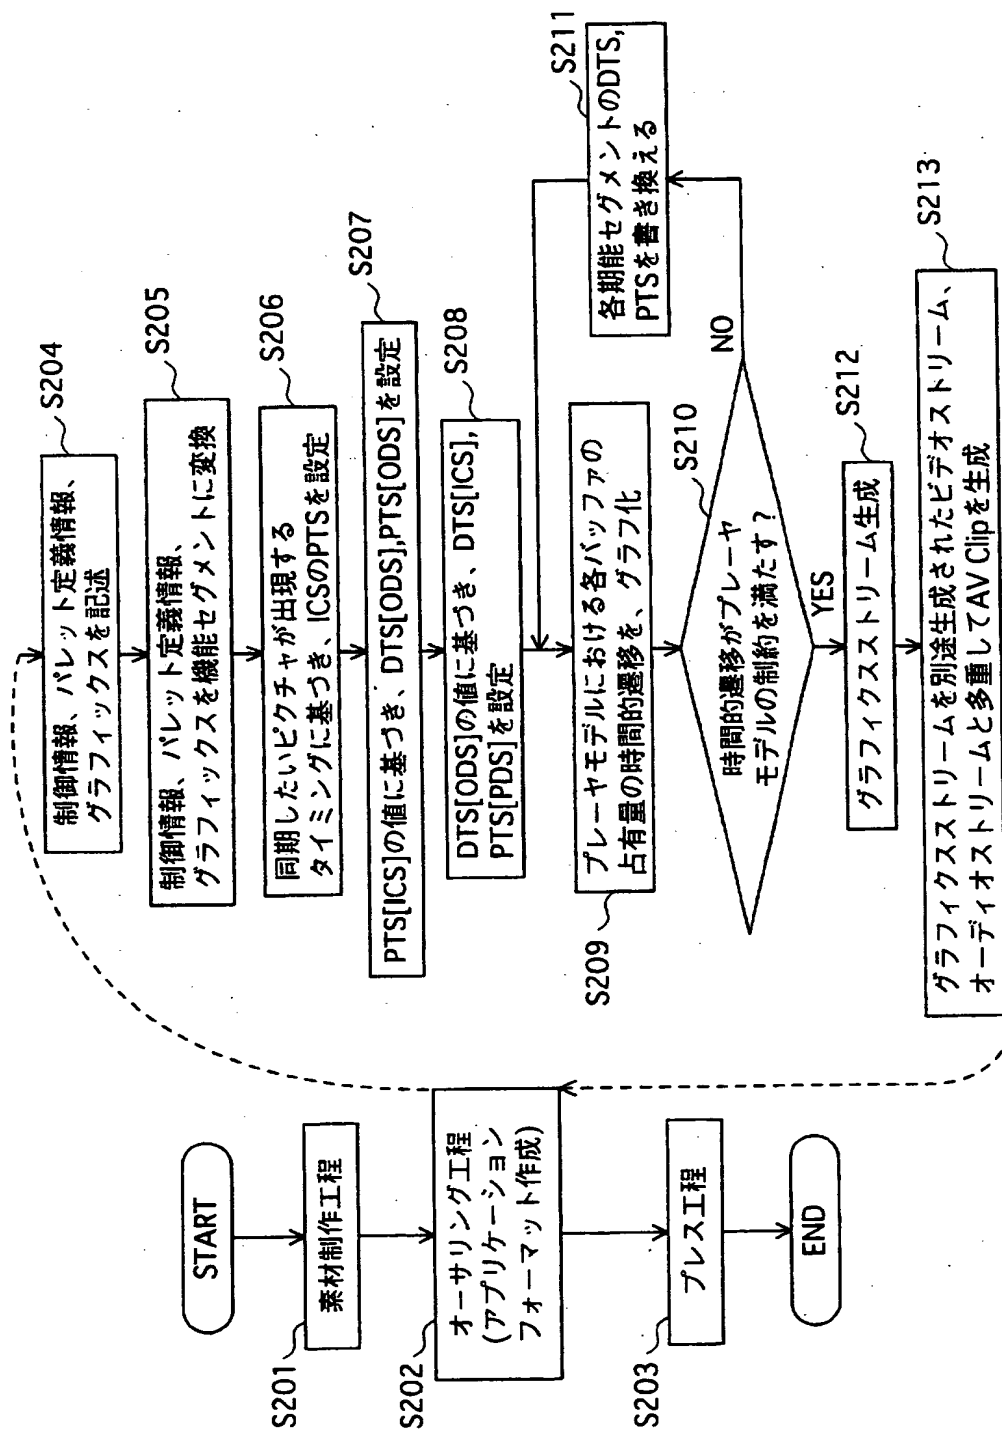 START
S201
素材制作工程
S202
オーサリング工程
(アプリケーション
フォーマット作成)
S203
プレス工程
END
S204
制御情報、パレット定義情報、
グラフィックスを記述
S205
制御情報、パレット定義情報、
グラフィックスを機能セグメントに変換
S206
同期したいピクチャが出現する
タイミングに基づき、ICSのPTSを設定
S207
PTS[ICS]の値に基づき、DTS[ODS],PTS[ODS]を設定
S208
DTS[ODS]の値に基づき、DTS[ICS],
PTS[PDS]を設定
S209
プレーヤモデルにおける各バッファの
占有量の時間的遷移を、グラフ化
S210
時間的遷移がプレーヤ
モデルの制約を満たす?
NO
YES
S211
各期能セグメントのDTS,
PTSを書き換える
S212
グラフィクスストリーム生成
S213
グラフィクスストリームを別途生成されたビデオストリーム、
オーディオストリームと多重してAV Clipを生成